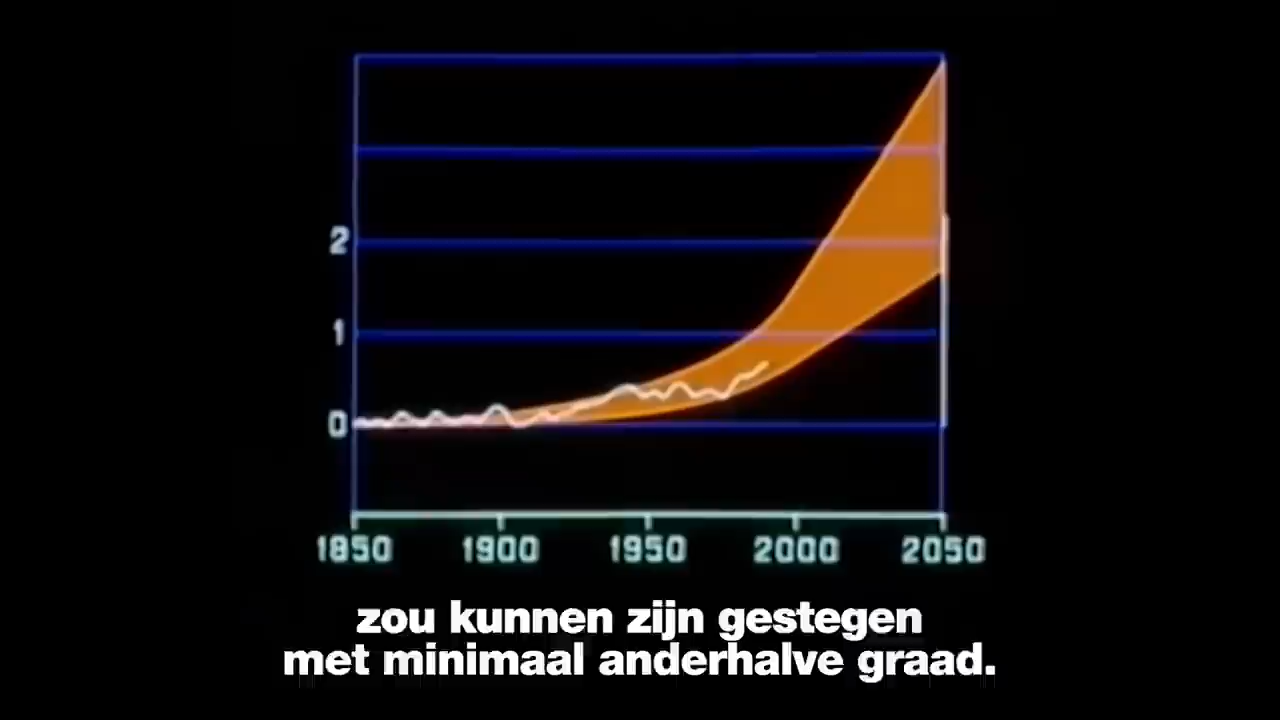 2
1
0
1850 1900 1950 2000 2050
zou kunnen zijn gestegen
met minimaal anderhalve graad.